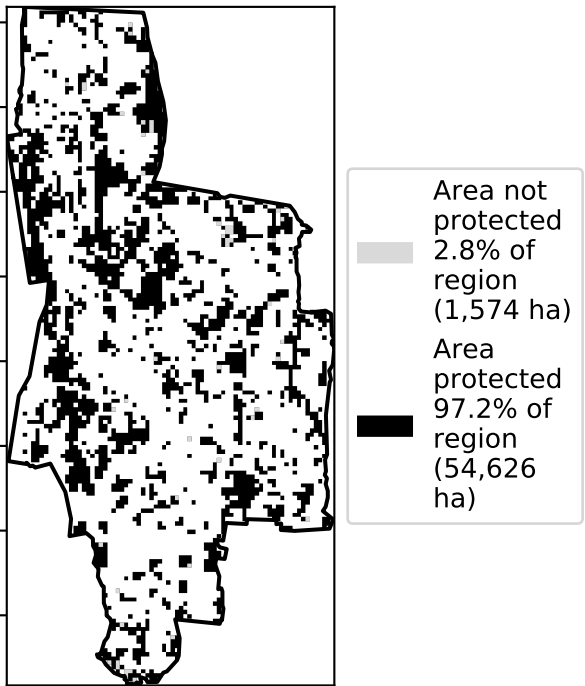 Area not
protected
2.8% of
region
(1,574 ha)
Area
protected
97.2% of
region
(54,626
ha)